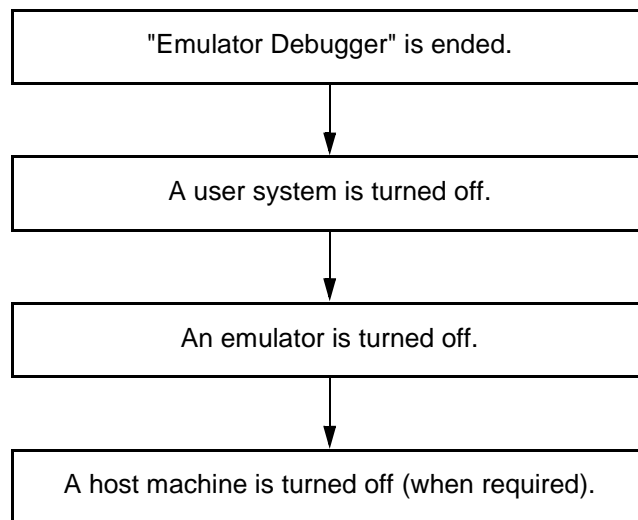 "Emulator Debugger" is ended.
A user system is turned off.
An emulator is turned off.
A host machine is turned off (when required).